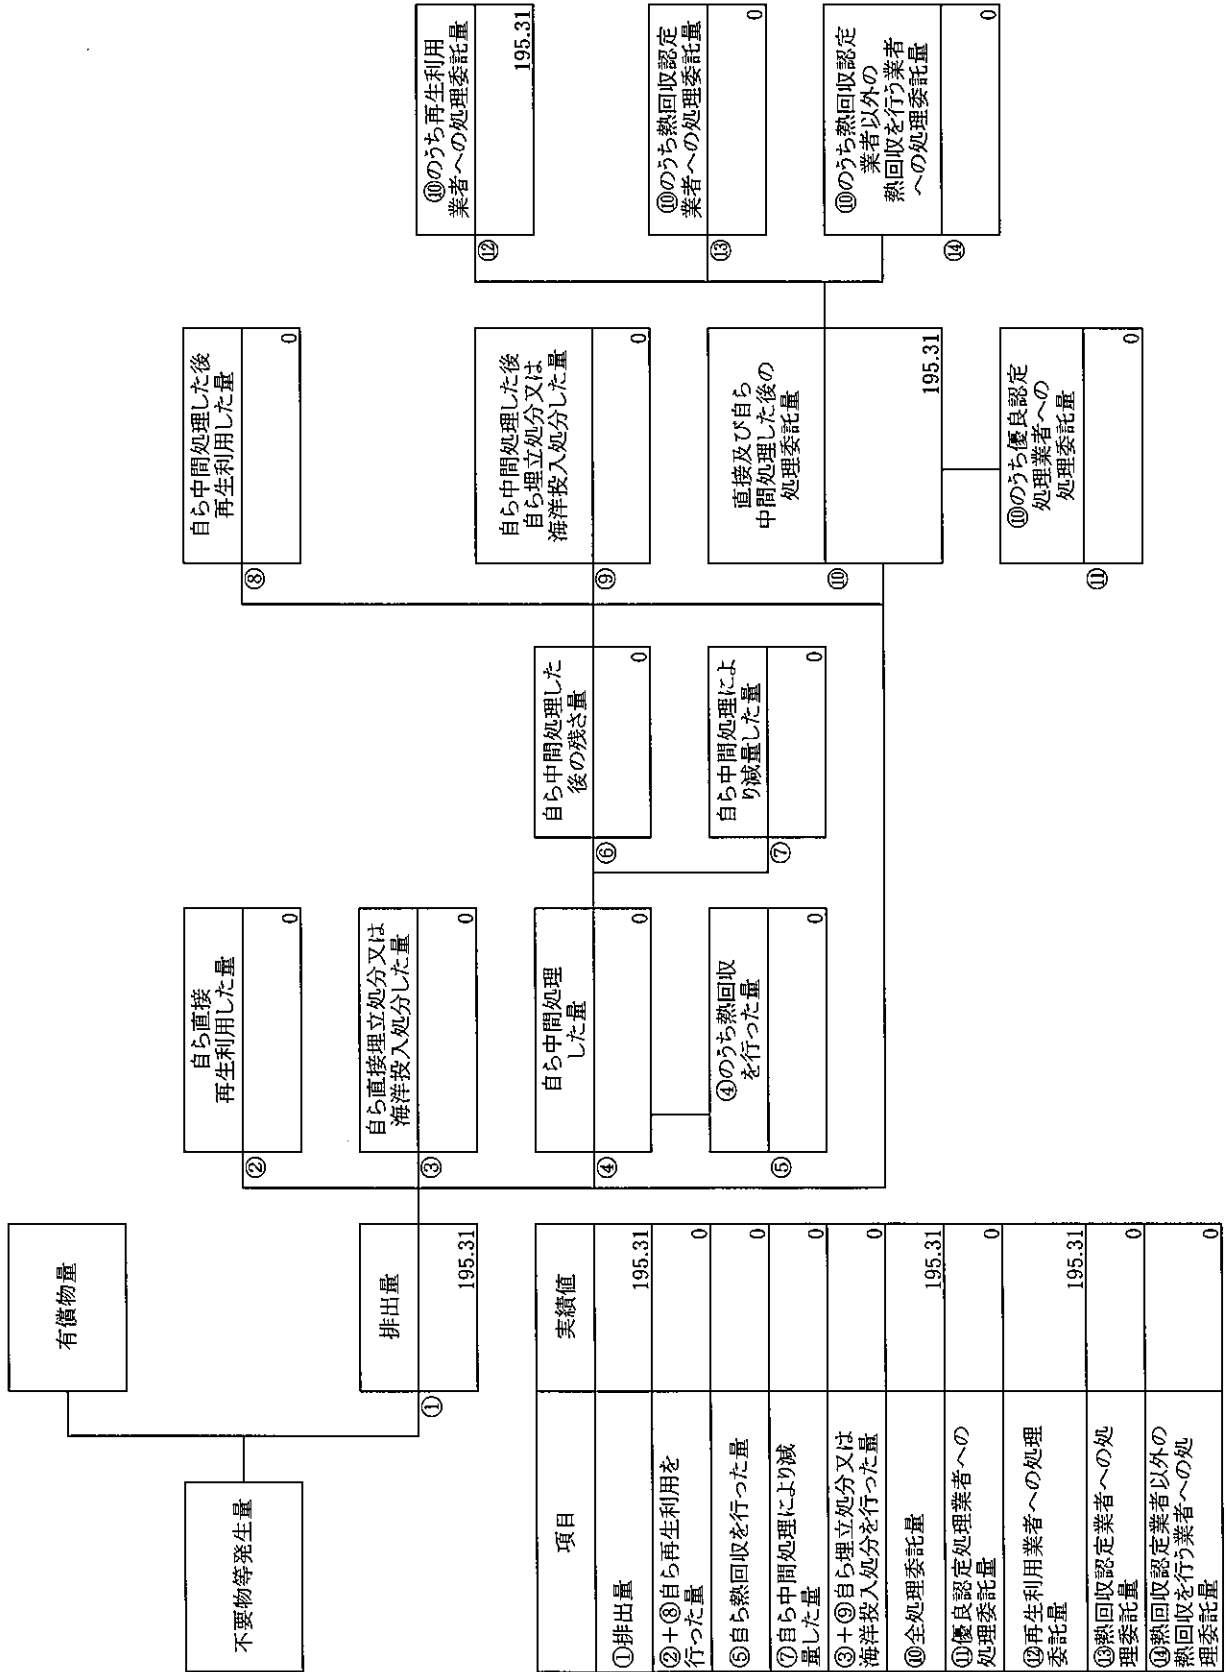 不要物等発生量
有償物量
①
排出量
195.31
②
自ら直接
再生利用した量
0
③
自ら直接埋立処分又は
海洋投入処分した量
0
④
自ら中間処理
した量
0
⑤
④のうち熱回収
を行った量
0
⑥
自ら中間処理した
後の残さ量
0
⑦
自ら中間処理によ
り減量した量
0
⑧
自ら中間処理した後
再生利用した量
0
⑨
自ら中間処理した後
自ら埋立処分又は
海洋投入処分した量
0
⑩
直接及び自ら
中間処理した後の
処理委託量
195.31
⑪
⑩のうち優良認定
処理業者への
処理委託量
0
⑫
⑩のうち再生利用
業者への処理委託量
195.31
⑬
⑩のうち熱回収認定
業者への処理委託量
0
⑭
⑩のうち熱回収認定
業者以外の
熱回収を行う業者
への処理委託量
0
項目
実績値
①排出量
195.31
②＋⑧自ら再生利用を
行った量
0
⑤自ら熱回収を行った量
0
⑦自ら中間処理により減
量した量
0
③＋⑨自ら埋立処分又は
海洋投入処分を行った量
0
⑩全処理委託量
195.31
⑪優良認定処理業者への
処理委託量
0
⑫再生利用業者への処理
委託量
195.31
⑬熱回収認定業者への処
理委託量
0
⑭熱回収認定業者以外の
熱回収を行う業者への処
理委託量
0